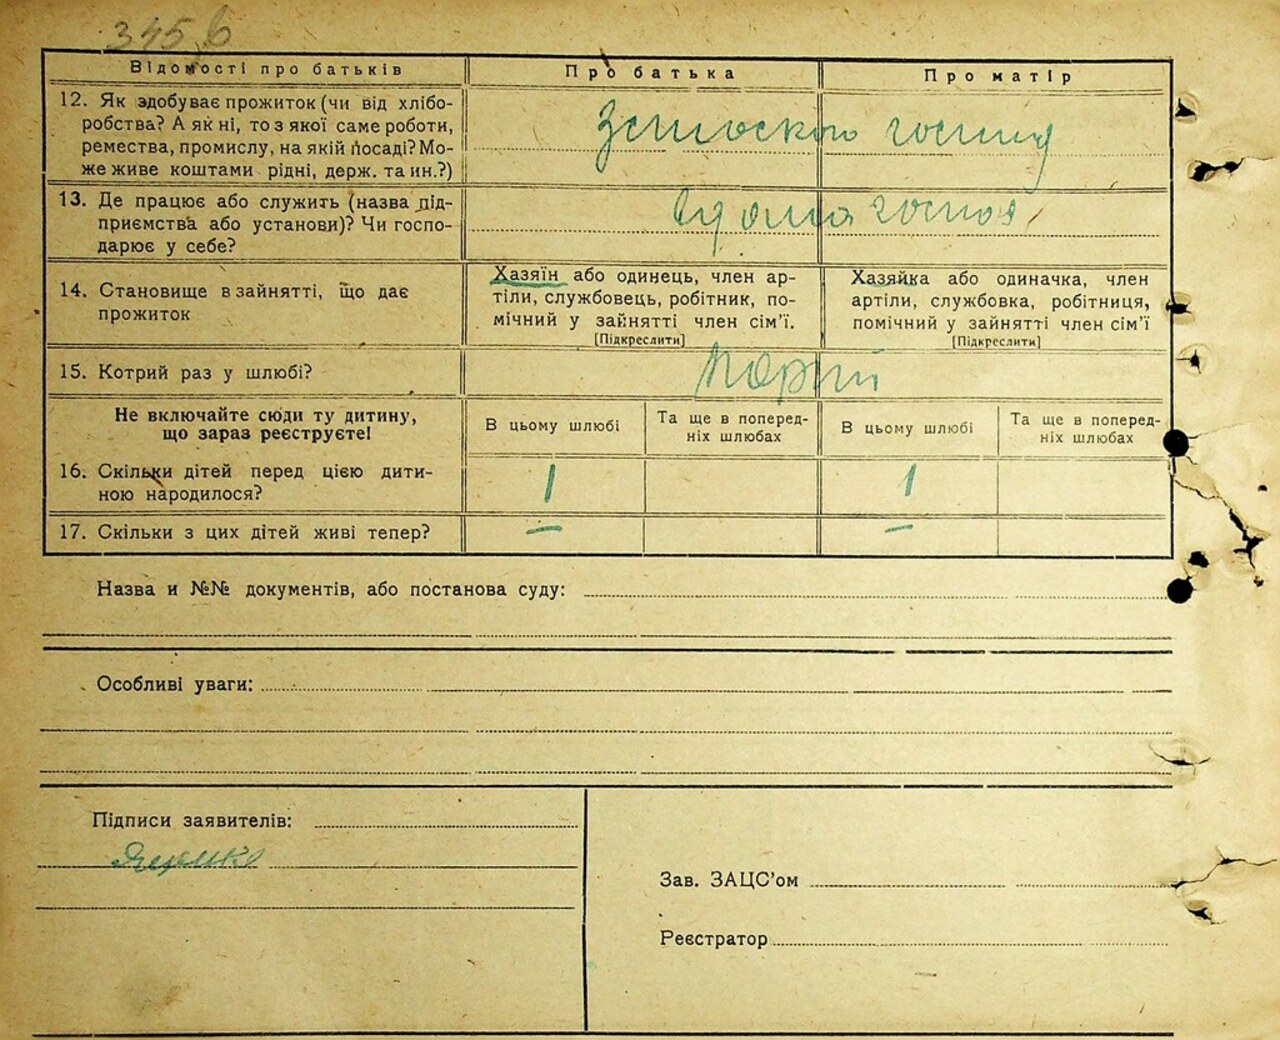 345
Відомості про батьків
Про батька
Про матір
12. Як здобуває прожиток (чи від хлібо-
робства? А як ні, то з якої саме роботи,
ремества, промислу, на якій посаді? Мо-
же живе коштами рідні, держ. та ин.?)
13. Де працює або служить (назва під-
приємства або установи)? Чи госпо-
дарює у себе?
14. Становище в зайнятті, що дає
прожиток
Хазяїн або одинець, член ар-
тіли, службовець, робітник, по-
мічний у зайнятті член сім’ї.
[Підкреслити]
Хазяйка або одиначка, член
артіли, службовка, робітниця,
помічний у зайнятті член сім’ї
[Підкреслити]
15. Котрий раз у шлюбі?
Не включайте сюди ту дитину,
що зараз реєструєте!
В цьому шлюбі
Та ще в поперед-
ніх шлюбах
В цьому шлюбі
Та ще в поперед-
ніх шлюбах
16. Скільки дітей перед цією дити-
ною народилося?
1
1
17. Скільки з цих дітей живі тепер?
—
—
Назва и №№ документів, або постанова суду:
Особливі уваги:
Підписи заявителів:
Яценко
Зав. ЗАЦС’ом
Реєстратор